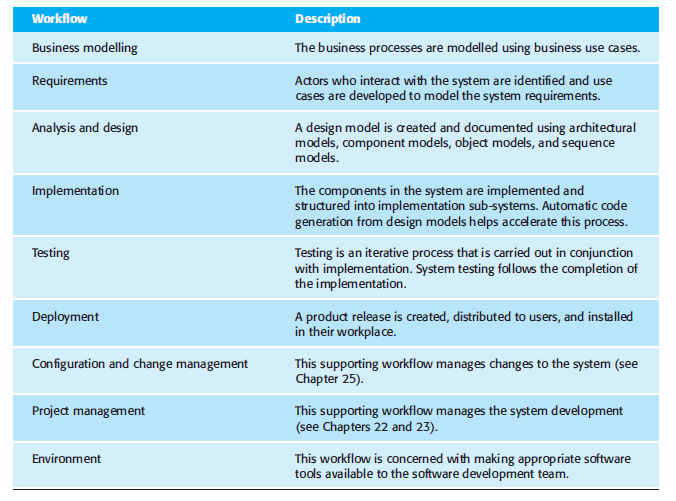 Workflow Description
Business modelling The business processes are modelled using business use cases.
Requirements Actors who interact with the system are identified and use
cases are developed to model the system requirements.
Analysis and design A design model is created and documented using architectural
models, component models, object models, and sequence
models.
Implementation The components in the system are implemented and
structured into implementation sub-systems. Automatic code
generation from design models helps accelerate this process.
Testing Testing is an iterative process that is carried out in conjunction
with implementation. System testing follows the completion of
the implementation.
Deployment A product release is created, distributed to users, and installed
in their workplace.
Configuration and change management This supporting workflow manages changes to the system (see
Chapter 25).
Project management This supporting workflow manages the system development
(see Chapters 22 and 23).
Environment This workflow is concerned with making appropriate software
tools available to the software development team.